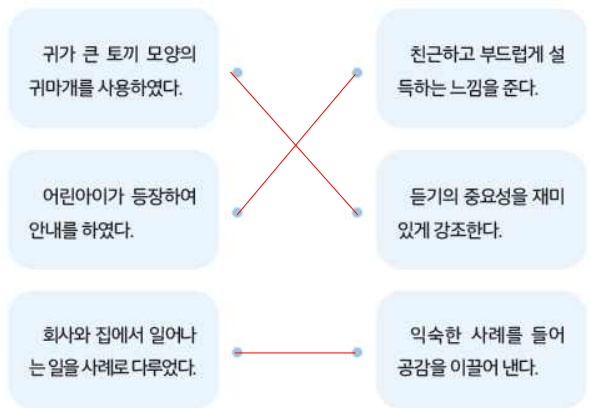 귀가 큰 토끼 모양의
귀마개를 사용하였다.
친근하고 부드럽게 설
득하는 느낌을 준다.
어린아이가 등장하여
안내를 하였다.
듣기의 중요성을 재미
있게 강조한다.
회사와 집에서 일어나
는 일을 사례로 다루었다.
익숙한 사례를 들어
공감을 이끌어 낸다.